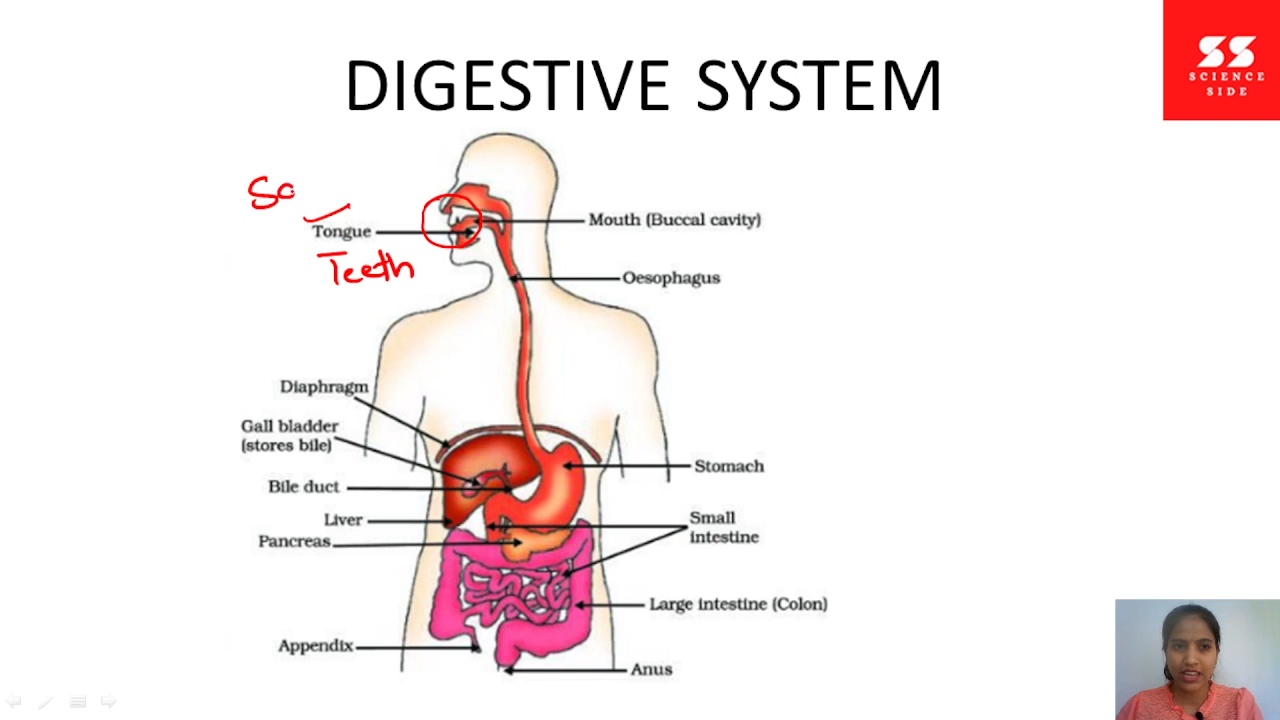 DIGESTIVE SYSTEM
SS
SCIENCE
SIDE
Tongue
Teeth
Mouth (Buccal cavity)
Oesophagus
Diaphragm
Gall bladder
(stores bile)
Bile duct
Liver
Pancreas
Stomach
Small
intestine
Large intestine (Colon)
Appendix
Anus